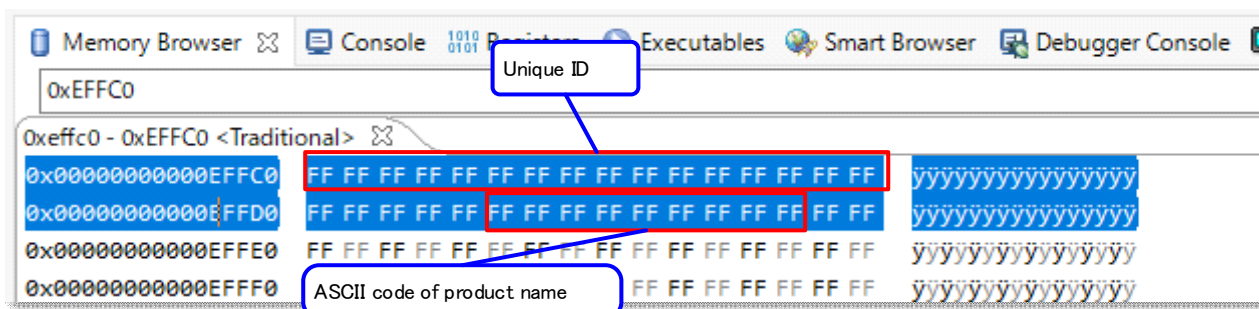 Memory Browser Console 1010 0101 Registers Executables Smart Browser Debugger Console
Unique ID
0xEFFC0
0xeffc0 - 0xEFFC0 <Traditional>
0x00000000000EFFC0 FF FF FF FF FF FF FF FF FF FF FF FF FF FF FF FF ÿÿÿÿÿÿÿÿÿÿÿÿÿÿÿÿ
0x00000000000EFFD0 FF FF FF FF FF FF FF FF FF FF FF FF FF FF FF FF ÿÿÿÿÿÿÿÿÿÿÿÿÿÿÿÿ
0x00000000000EFFE0 FF FF FF FF FF FF FF FF FF FF FF FF FF FF FF FF ÿÿÿÿÿÿÿÿÿÿÿÿÿÿÿÿ
0x00000000000EFFF0 FF FF FF FF FF FF FF ÿÿÿÿÿÿÿÿÿÿÿÿÿÿÿÿ
ASCII code of product name